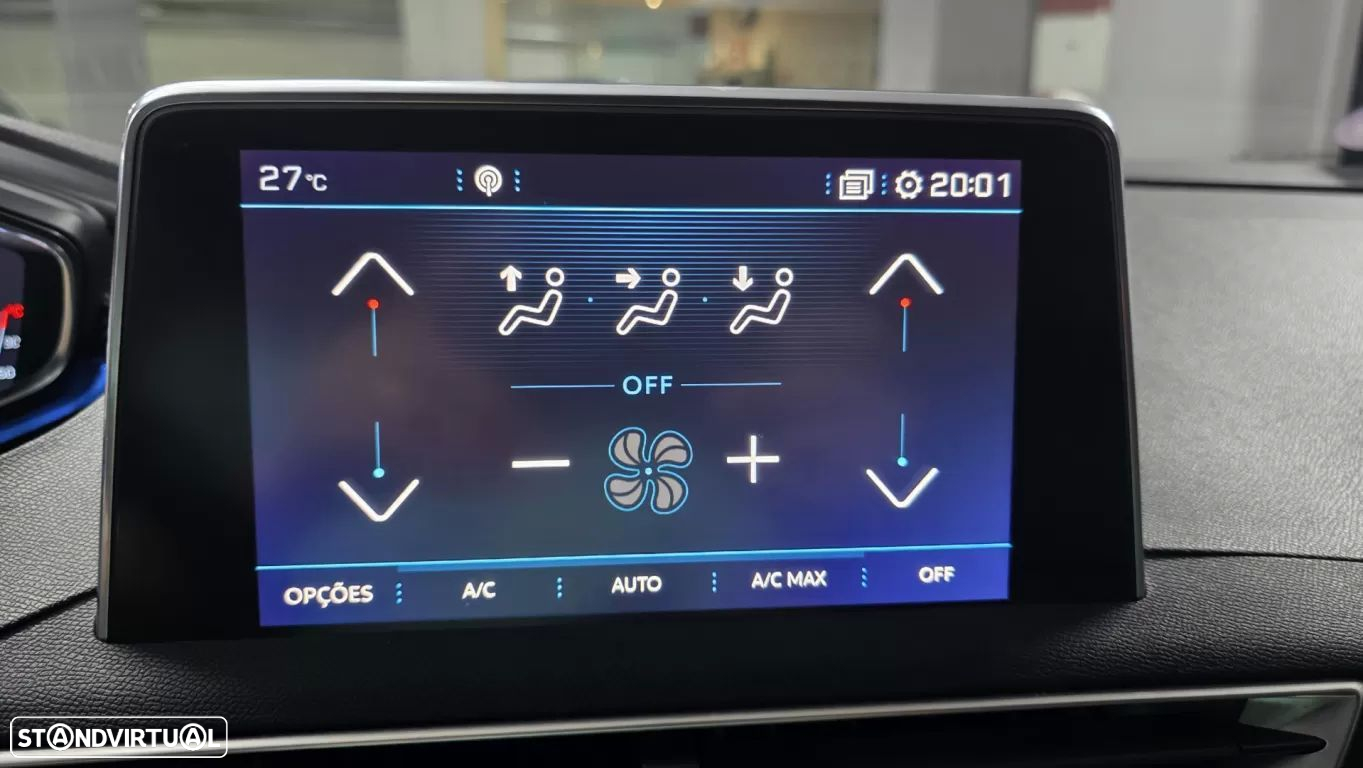 27°C
20:01
OFF
OPÇÕES
A/C
AUTO
A/C MAX
OFF
STANDVIRTUAL